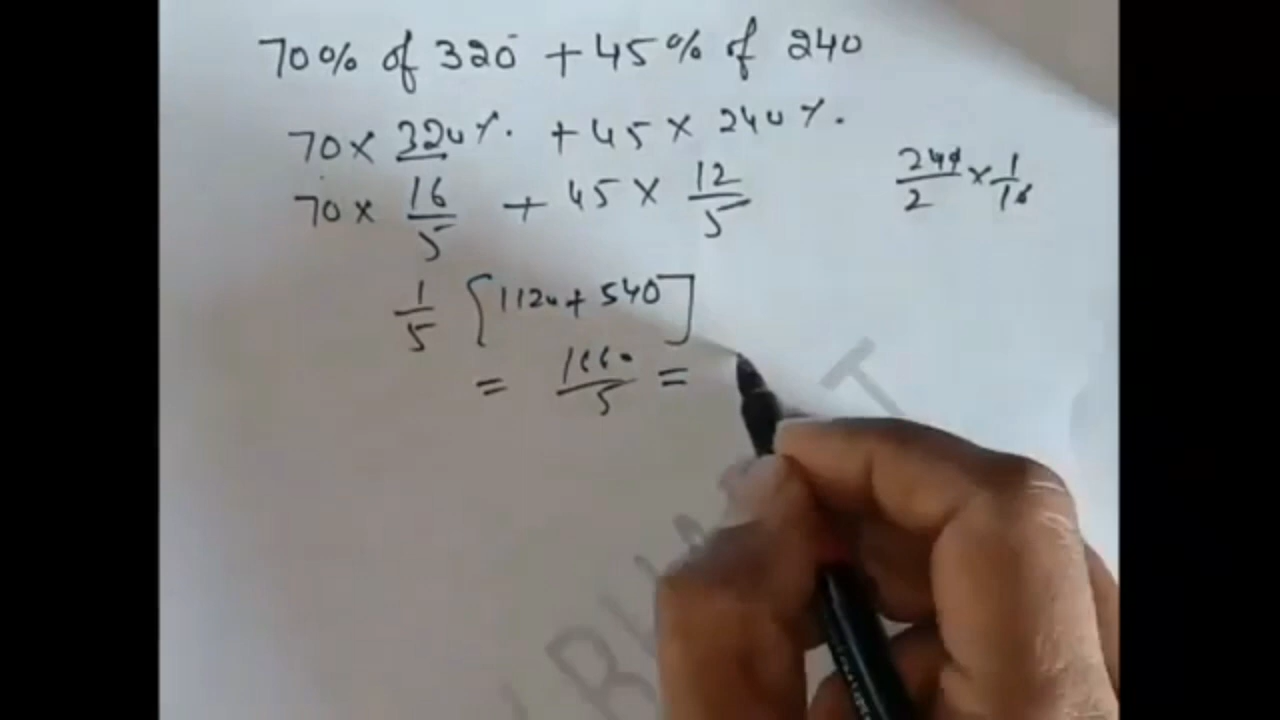 70% of 320 + 45% of 240
70 × 320 %. + 45 × 240 %.
240/2 × 1/10
70 × 16/5 + 45 × 12/5
1/5 [1120 + 540]
= 1660/5 =